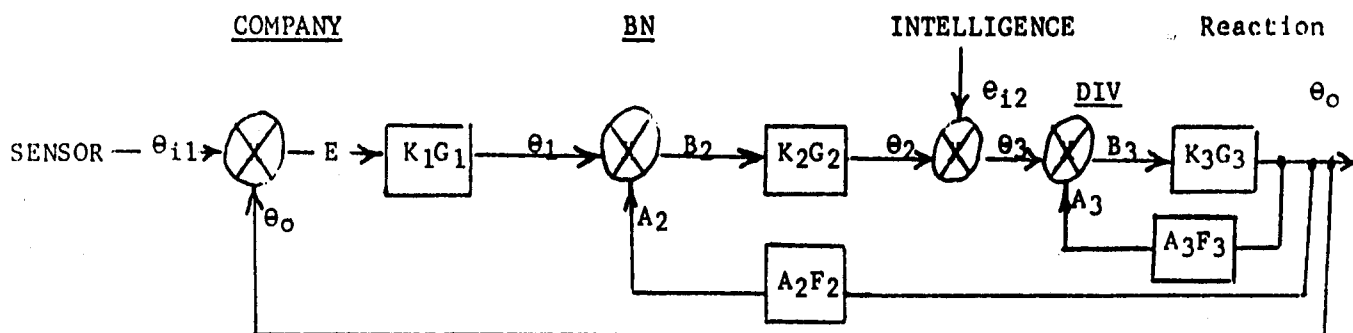 COMPANY BN INTELLIGENCE Reaction
θi2 DIV θo
SENSOR θi1 E K1G1 θ1 B2 K2G2 θ2 θ3 B3 K3G3
θo A2 A3
A3F3
A2F2